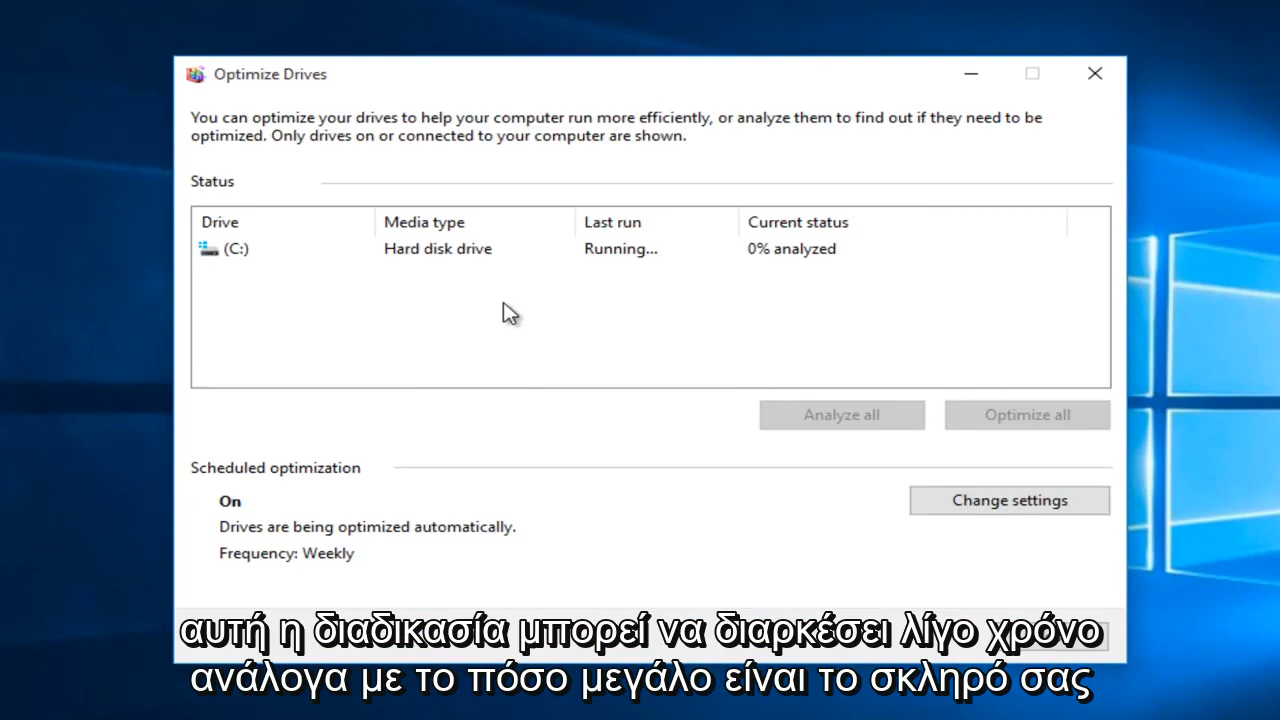 Optimize Drives
You can optimize your drives to help your computer run more efficiently, or analyze them to find out if they need to be
optimized. Only drives on or connected to your computer are shown.
Status
Drive Media type Last run Current status
(C:) Hard disk drive Running... 0% analyzed
Analyze all Optimize all
Scheduled optimization
On
Change settings
Drives are being optimized automatically.
Frequency: Weekly
αυτή η διαδικασία μπορεί να διαρκέσει λίγο χρόνο
ανάλογα με το πόσο μεγάλο είναι το σκληρό σας